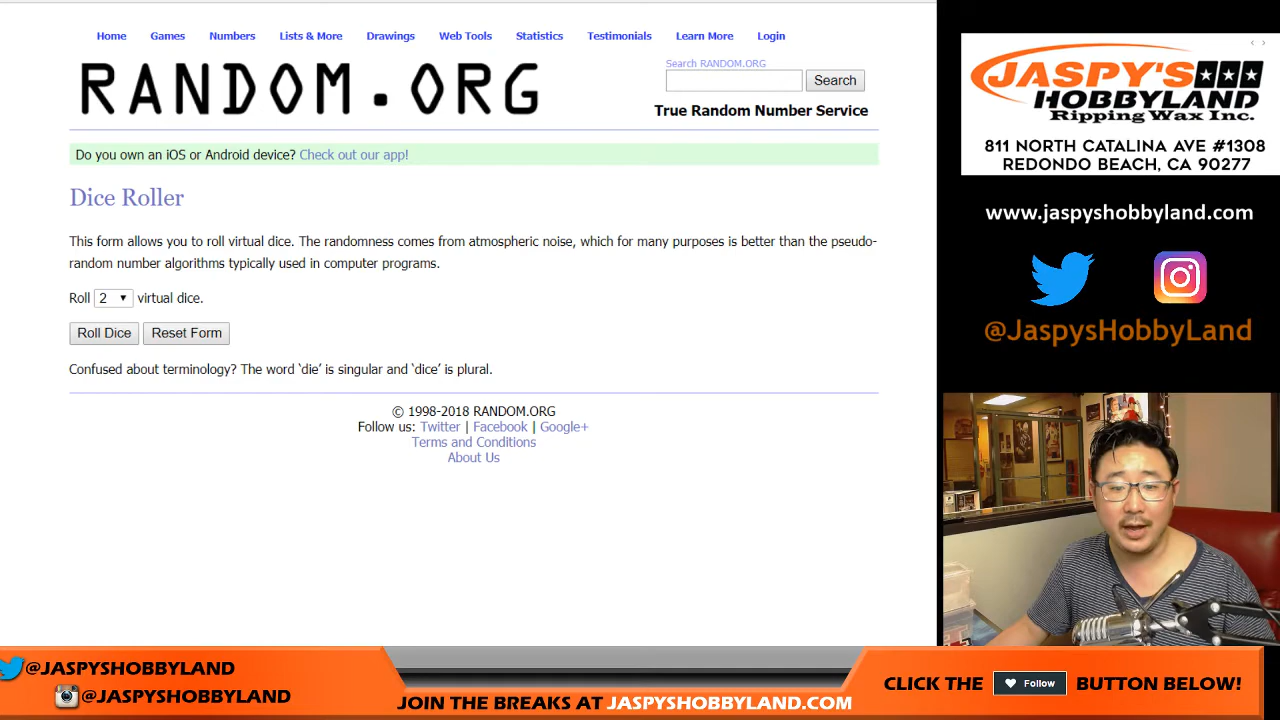 Home Games Numbers Lists & More Drawings Web Tools Statistics Testimonials Learn More Login
RANDOM.ORG
Search RANDOM.ORG
Search
True Random Number Service
Do you own an iOS or Android device? Check out our app!
Dice Roller
This form allows you to roll virtual dice. The randomness comes from atmospheric noise, which for many purposes is better than the pseudo-
random number algorithms typically used in computer programs.
Roll 2 virtual dice.
Roll Dice Reset Form
Confused about terminology? The word ‘die’ is singular and ‘dice’ is plural.
© 1998-2018 RANDOM.ORG
Follow us: Twitter | Facebook | Google+
Terms and Conditions
About Us
JASPY'S
HOBBYLAND
Ripping Wax Inc.
811 NORTH CATALINA AVE #1308
REDONDO BEACH, CA 90277
www.jaspyshobbyland.com
@JaspysHobbyLand
@JASPYSHOBBYLAND
@JASPYSHOBBYLAND
JOIN THE BREAKS AT JASPYSHOBBYLAND.COM
CLICK THE Follow BUTTON BELOW!